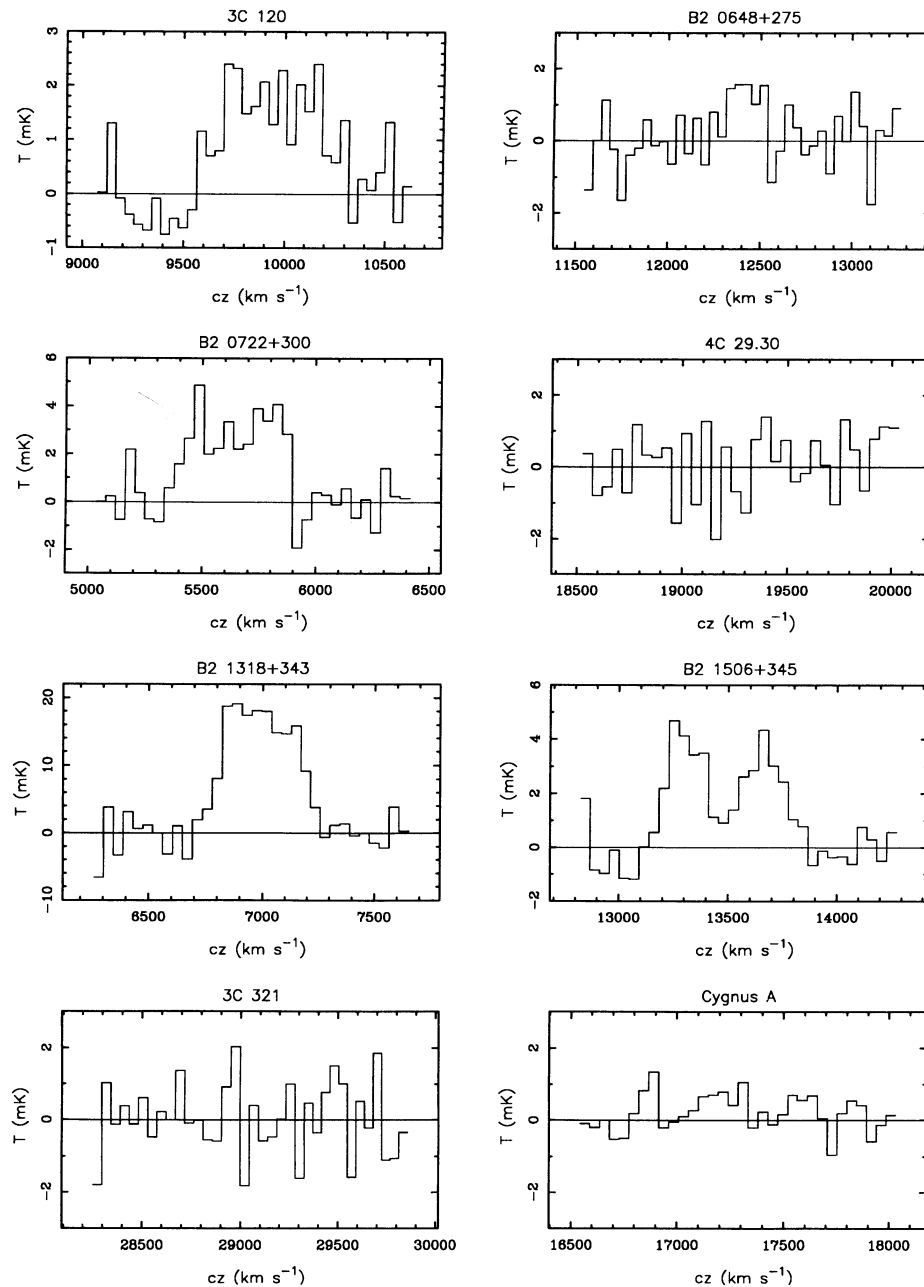 3C 120
3
2
1
0
-1
T (mK)
9000 9500 10000 10500
cz (km s⁻¹)
B2 0648+275
2
0
-2
T (mK)
11500 12000 12500 13000
cz (km s⁻¹)
B2 0722+300
6
4
2
0
-2
T (mK)
5000 5500 6000 6500
cz (km s⁻¹)
4C 29.30
2
0
-2
T (mK)
18500 19000 19500 20000
cz (km s⁻¹)
B2 1318+343
20
10
0
-10
T (mK)
6500 7000 7500
cz (km s⁻¹)
B2 1506+345
6
4
2
0
-2
T (mK)
13000 13500 14000
cz (km s⁻¹)
3C 321
2
0
-2
T (mK)
28500 29000 29500 30000
cz (km s⁻¹)
Cygnus A
2
0
-2
T (mK)
16500 17000 17500 18000
cz (km s⁻¹)